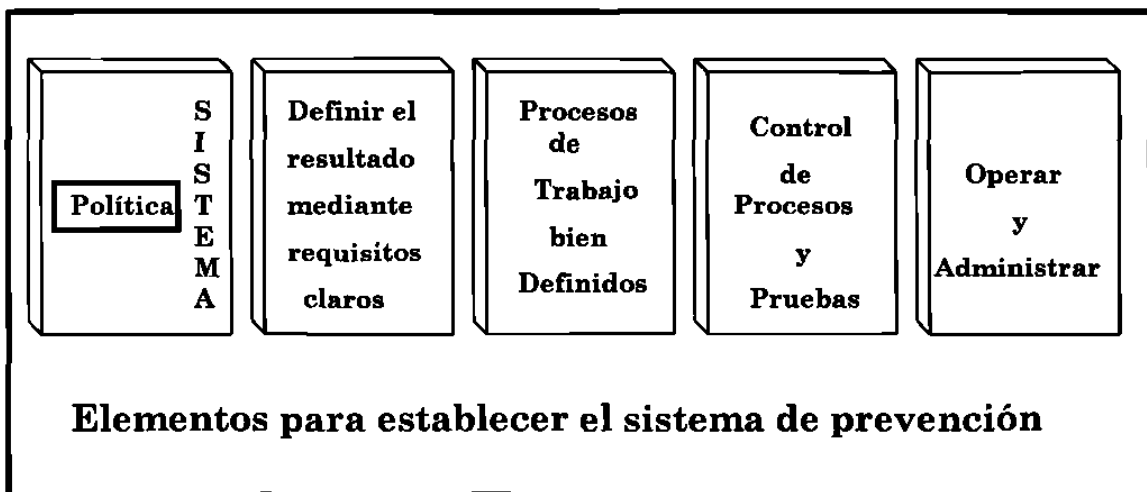 Política
SISTEMA
Definir el
resultado
mediante
requisitos
claros
Procesos
de
Trabajo
bien
Definidos
Control
de
Procesos
y
Pruebas
Operar
y
Administrar
Elementos para establecer el sistema de prevención